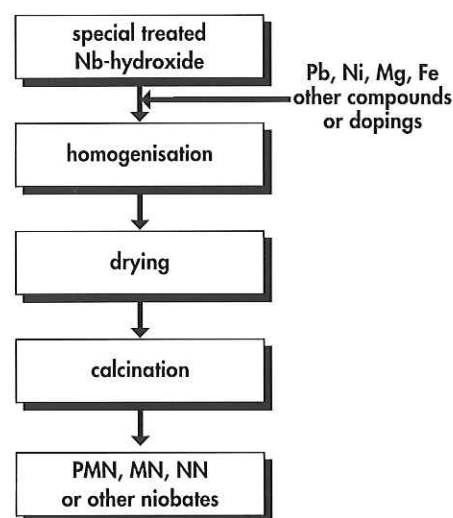 special treated
Nb-hydroxide
Pb, Ni, Mg, Fe
other compounds
or dopings
homogenisation
drying
calcination
PMN, MN, NN
or other niobates